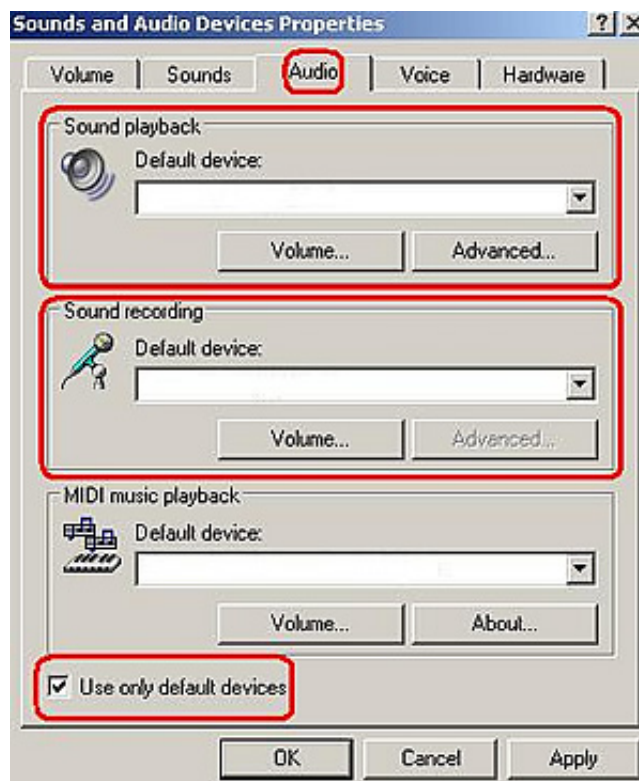 Sounds and Audio Devices Properties
Volume Sounds Audio Voice Hardware
Sound playback
Default device:
Volume... Advanced...
Sound recording
Default device:
Volume... Advanced...
MIDI music playback
Default device:
Volume... About...
Use only default devices
OK Cancel Apply